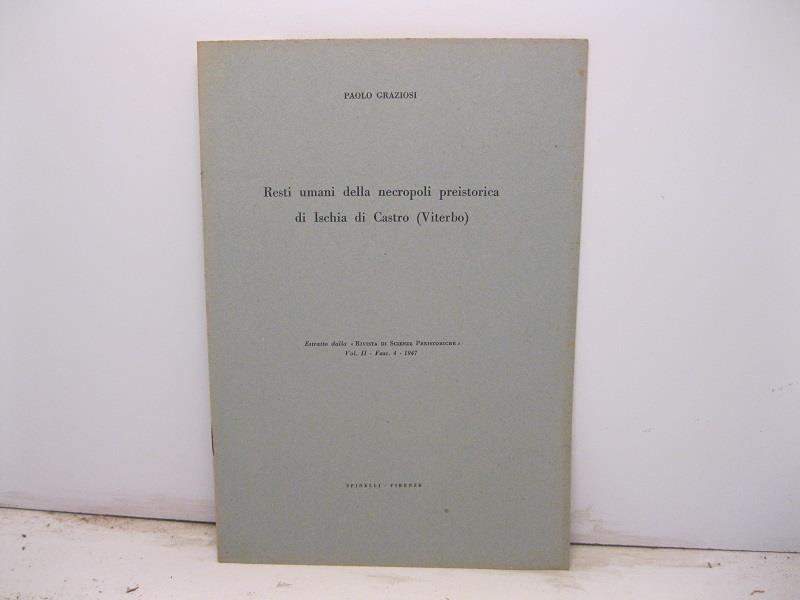 PAOLO GRAZIOSI
Resti umani della necropoli preistorica
di Ischia di Castro (Viterbo)
Estratto dalla « RIVISTA DI SCIENZE PREISTORICHE »
Vol. II - Fasc. 4 - 1947
SPINELLI - FIRENZE